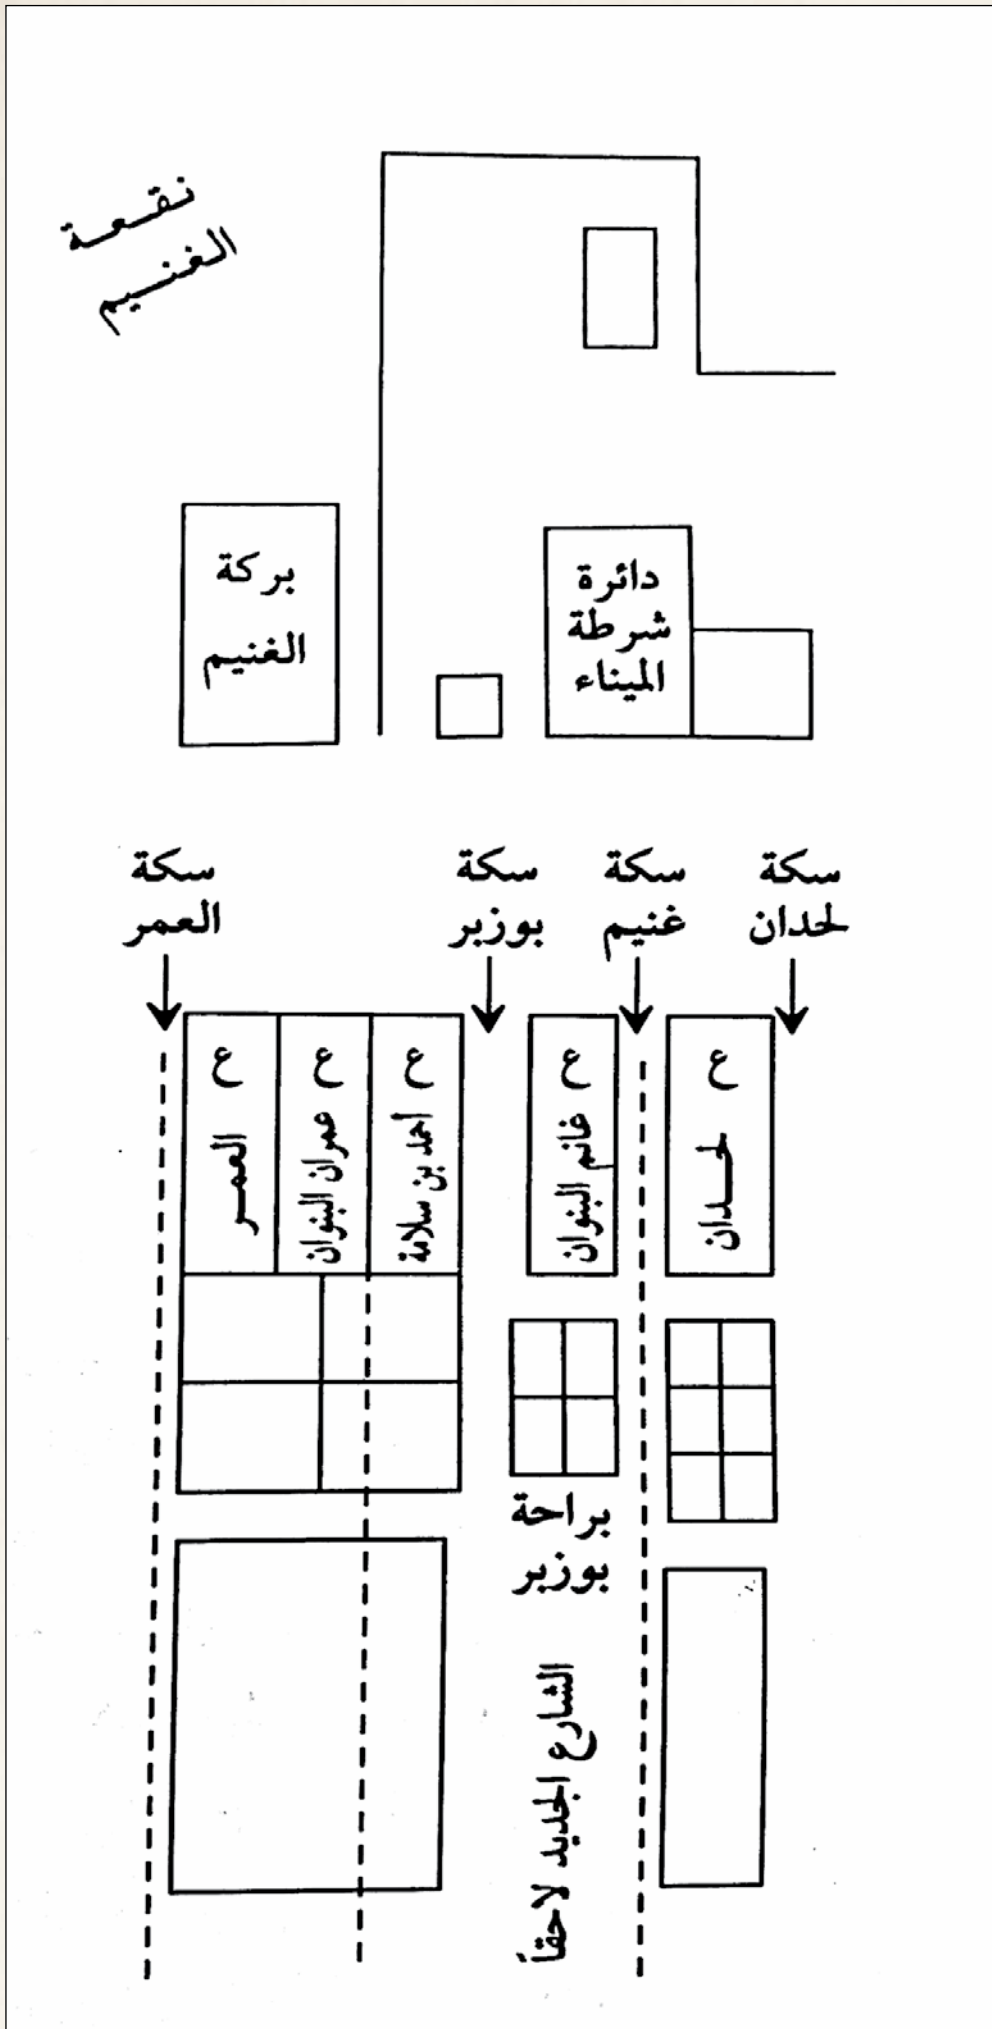 نقعة
الغنيم
بركة
الغنيم
دائرة
شرطة
الميناء
سكة
لحدان
سكة
غنيم
سكة
بوزبر
سكة
العمر
ع لحدان
ع غانم البنوان
ع أحمد بن سلامة
ع عمران البنوان
ع العمر
براحة
بوزبر
الشارع الجديد لاحقاً